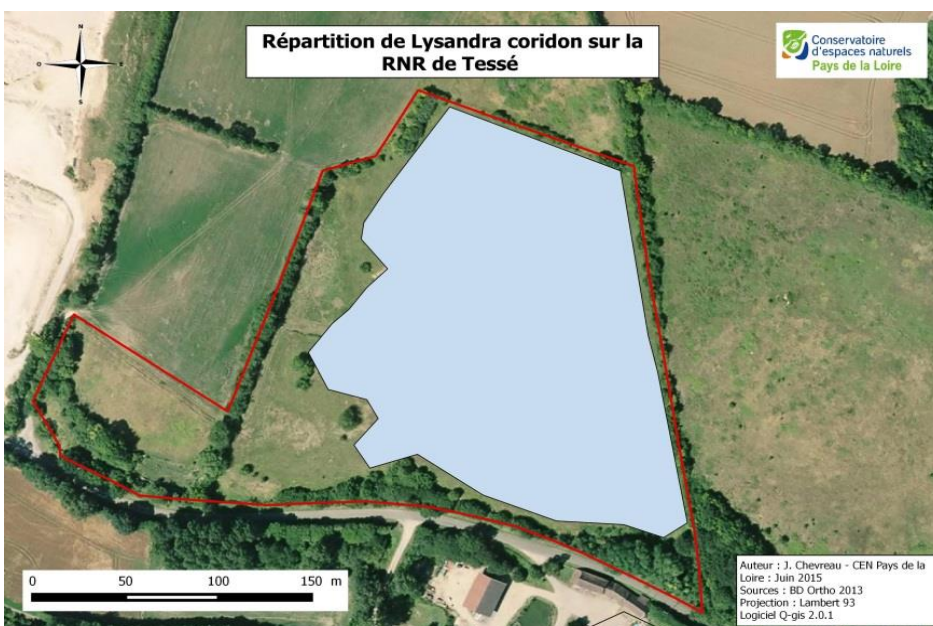 Répartition de Lysandra coridon sur la
RNR de Tessé
Conservatoire
d'espaces naturels
Pays de la Loire
N
O
E
S
0 50 100 150 m
Auteur : J. Chevreau - CEN Pays de la
Loire : Juin 2015
Sources : BD Ortho 2013
Projection : Lambert 93
Logiciel Q-gis 2.0.1